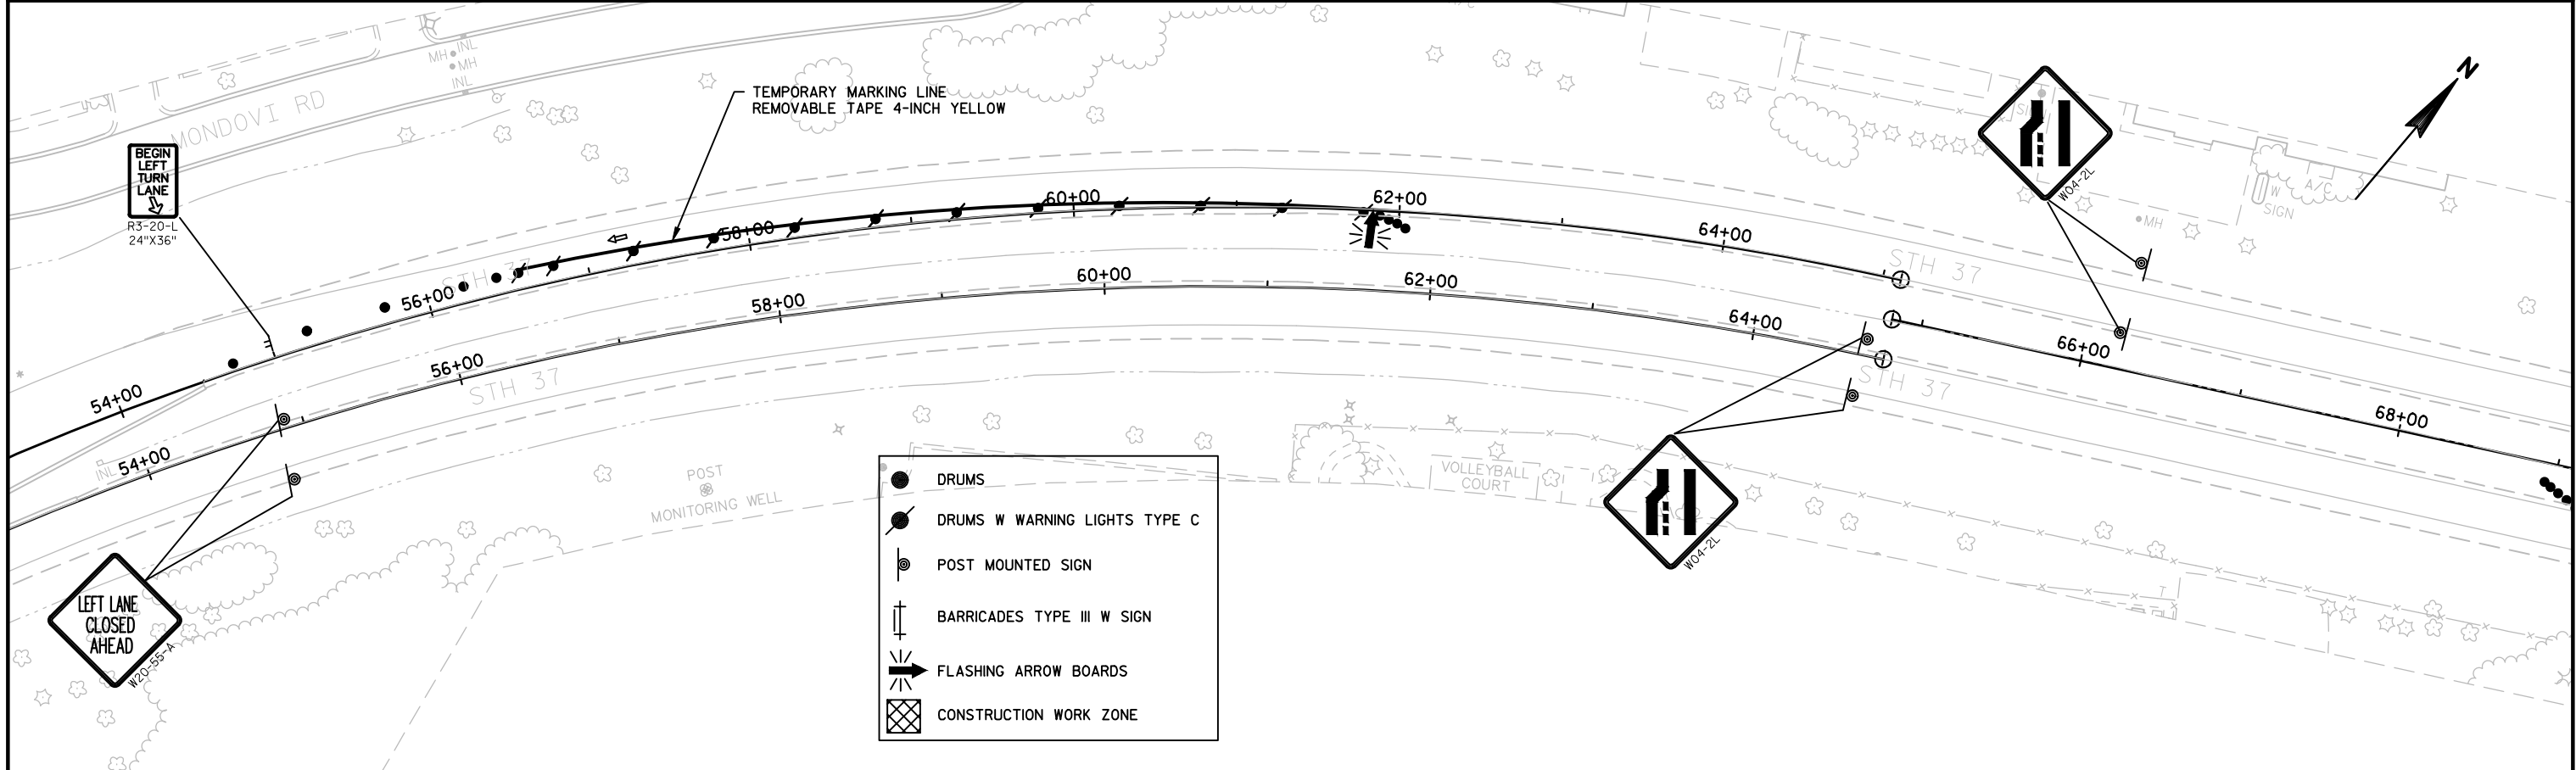 MH
INL
MH
INL
A/C
MONDOVI RD
TEMPORARY MARKING LINE
REMOVABLE TAPE 4-INCH YELLOW
N
BEGIN
LEFT
TURN
LANE
R3-20-L
24"X36"
SIGN
W04-2L
W
SIGN
A/C
MH
54+00
56+00
58+00
60+00
62+00
64+00
STH 37
STH 37
54+00
56+00
58+00
60+00
62+00
64+00
66+00
68+00
STH 37
STH 37
INL
POST
MONITORING WELL
VOLLEYBALL
COURT
W04-2L
T
LEFT LANE
CLOSED
AHEAD
W20-55-A
DRUMS
DRUMS W WARNING LIGHTS TYPE C
POST MOUNTED SIGN
BARRICADES TYPE III W SIGN
FLASHING ARROW BOARDS
CONSTRUCTION WORK ZONE